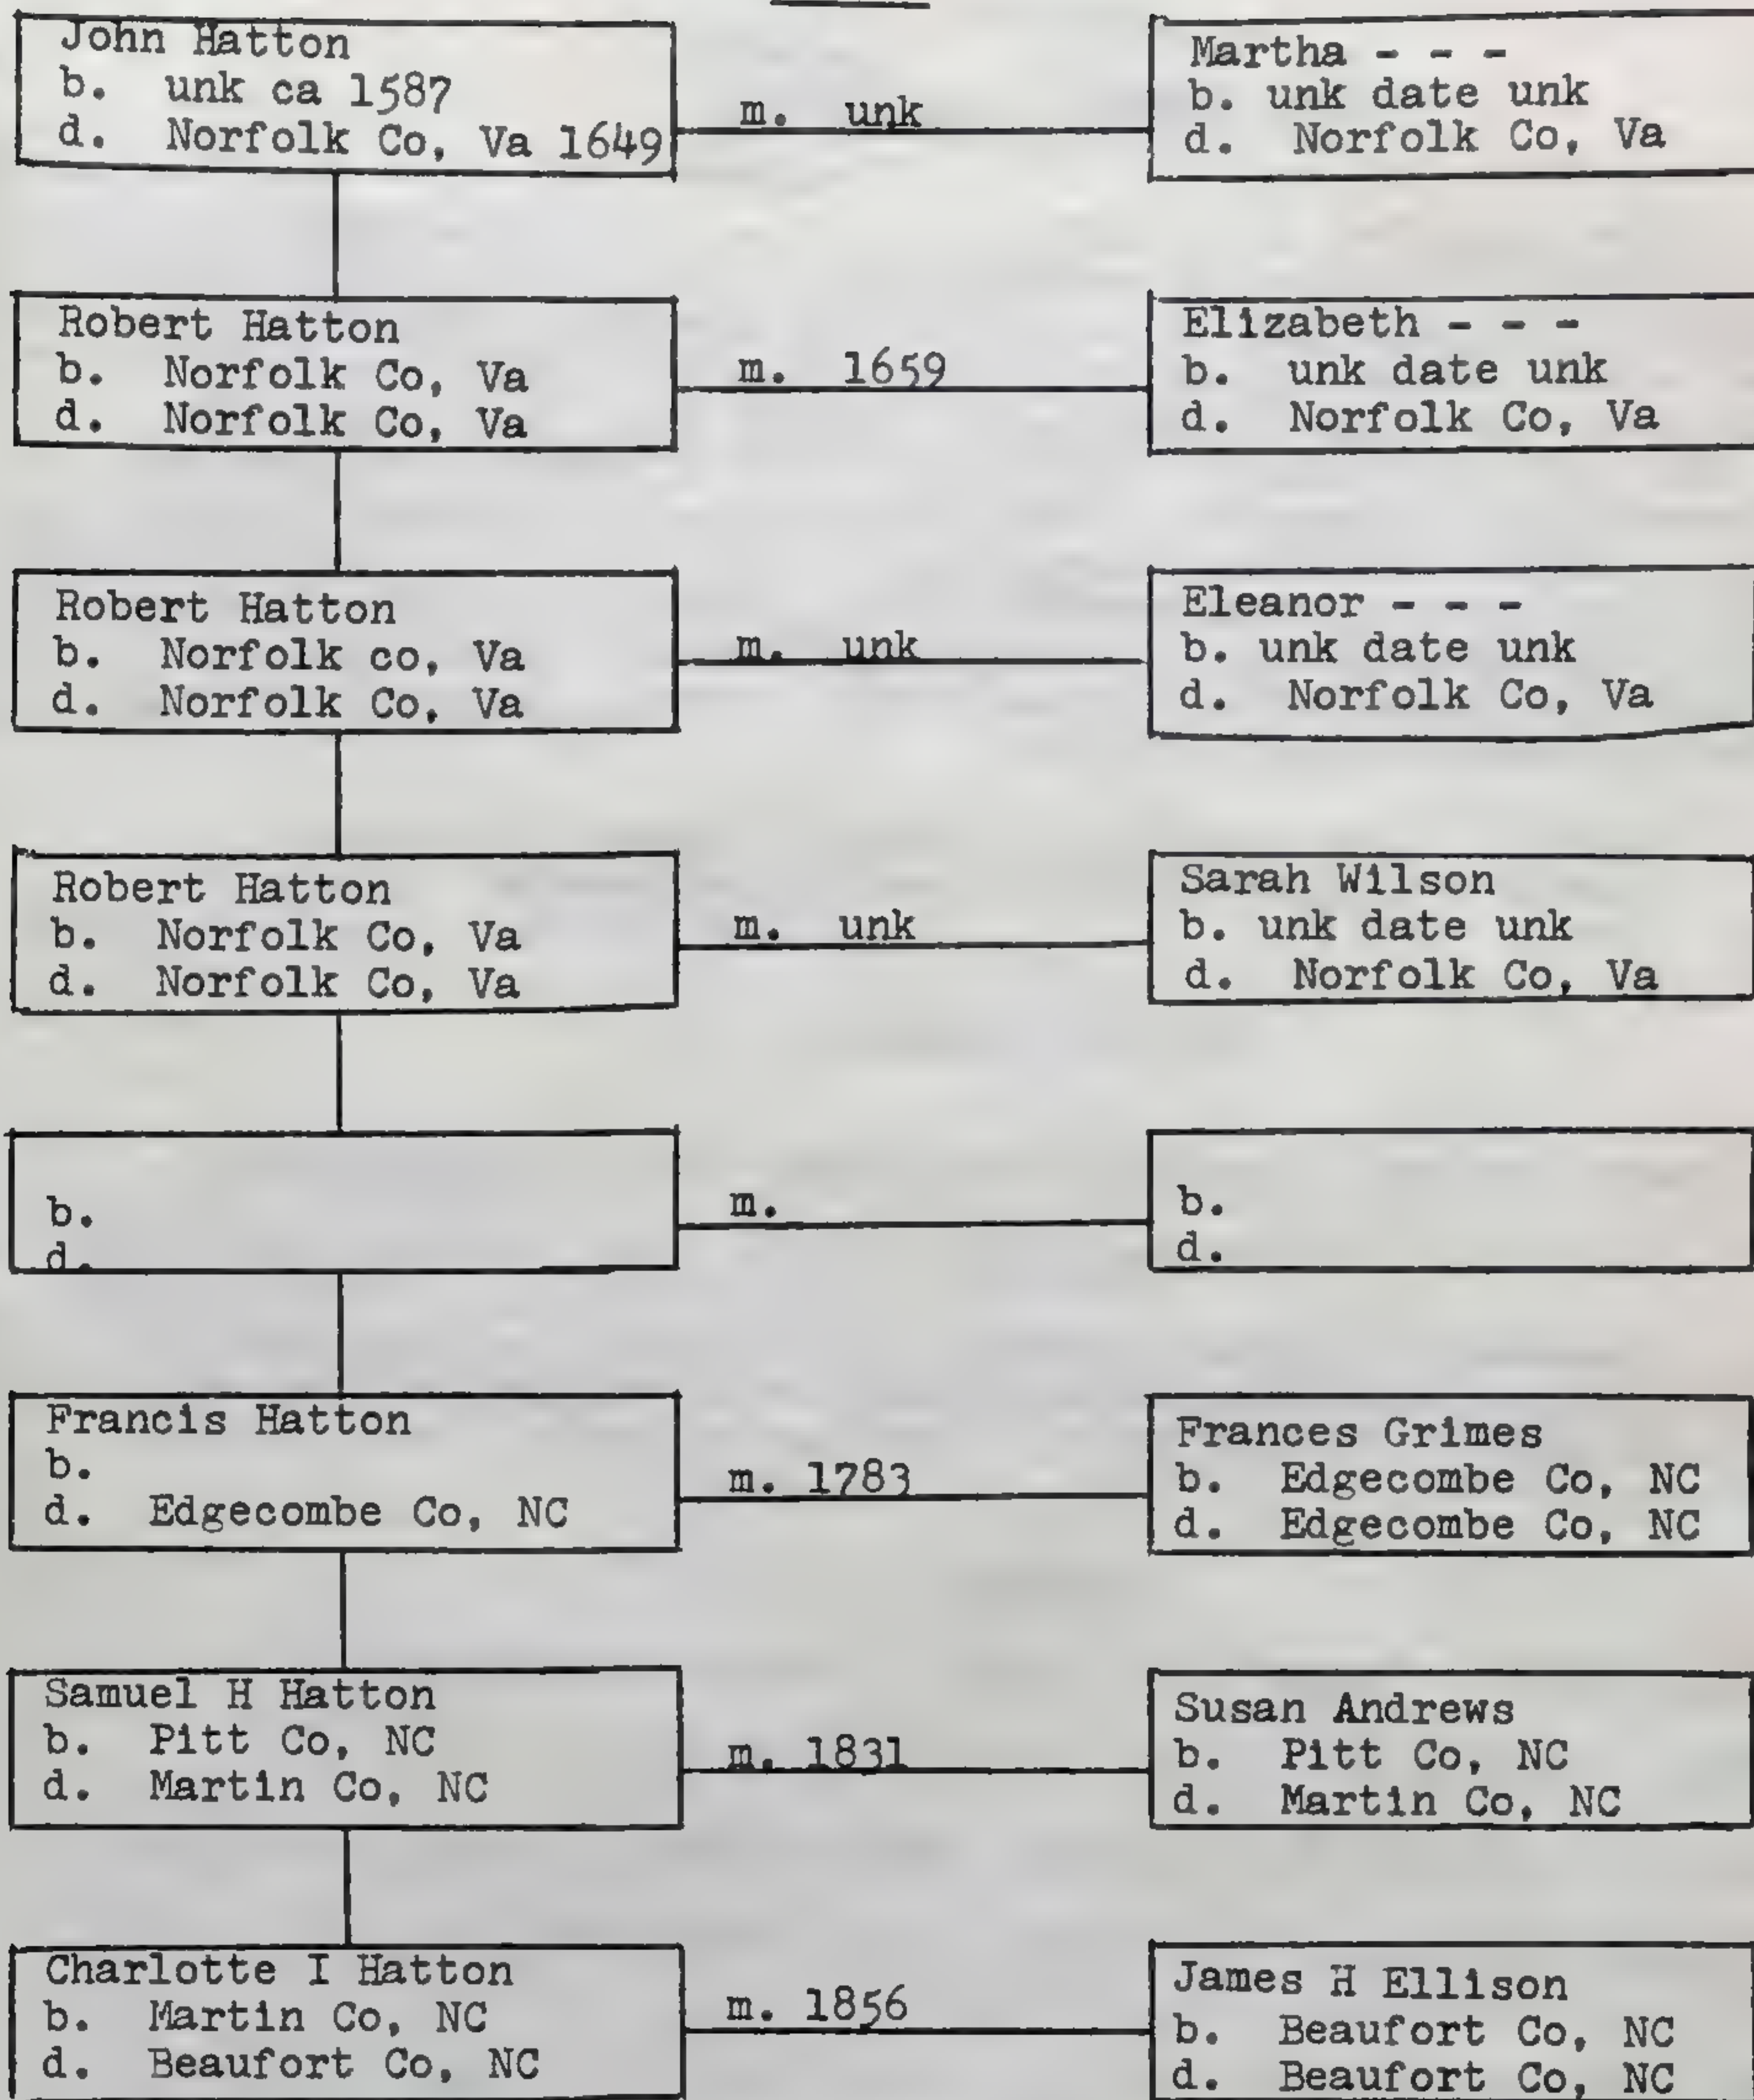 John Hatton
b. unk ca 1587
d. Norfolk Co, Va 1649
m. unk
Martha - - -
b. unk date unk
d. Norfolk Co, Va
Robert Hatton
b. Norfolk Co, Va
d. Norfolk Co, Va
m. 1659
Elizabeth - - -
b. unk date unk
d. Norfolk Co, Va
Robert Hatton
b. Norfolk co, Va
d. Norfolk Co, Va
m. unk
Eleanor - - -
b. unk date unk
d. Norfolk Co, Va
Robert Hatton
b. Norfolk Co, Va
d. Norfolk Co, Va
m. unk
Sarah Wilson
b. unk date unk
d. Norfolk Co, Va
b.
d.
m.
b.
d.
Francis Hatton
b.
d. Edgecombe Co, NC
m. 1783
Frances Grimes
b. Edgecombe Co, NC
d. Edgecombe Co, NC
Samuel H Hatton
b. Pitt Co, NC
d. Martin Co, NC
m. 1831
Susan Andrews
b. Pitt Co, NC
d. Martin Co, NC
Charlotte I Hatton
b. Martin Co, NC
d. Beaufort Co, NC
m. 1856
James H Ellison
b. Beaufort Co, NC
d. Beaufort Co, NC